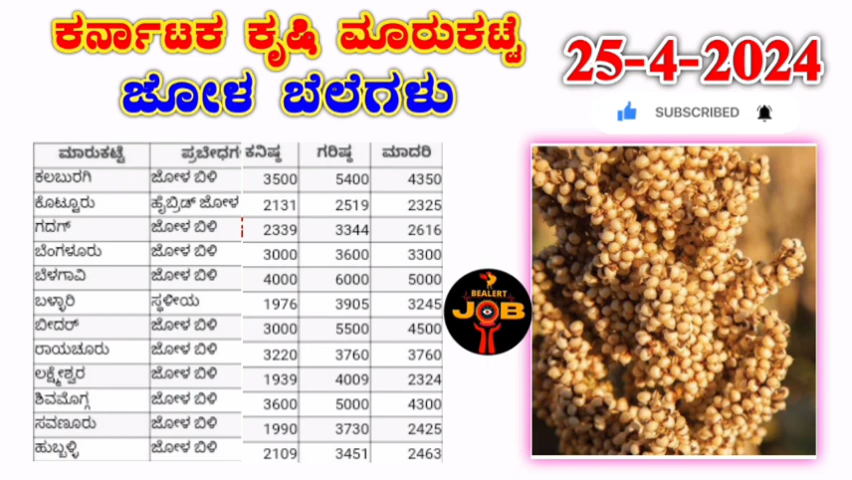 ಕರ್ನಾಟಕ ಕೃಷಿ ಮಾರುಕಟ್ಟೆ
ಜೋಳ ಬೆಲೆಗಳು
25-4-2024
SUBSCRIBED
ಮಾರುಕಟ್ಟೆ ಪ್ರಬೇಧಗ ಕನಿಷ್ಠ ಗರಿಷ್ಠ ಮಾದರಿ
ಕಲಬುರಗಿ ಜೋಳ ಬಿಳಿ 3500 5400 4350
ಕೊಟ್ಟೂರು ಹೈಬ್ರಿಡ್ ಜೋಳ 2131 2519 2325
ಗದಗ್ ಜೋಳ ಬಿಳಿ 2339 3344 2616
ಬೆಂಗಳೂರು ಜೋಳ ಬಿಳಿ 3000 3600 3300
ಬೆಳಗಾವಿ ಜೋಳ ಬಿಳಿ 4000 6000 5000
ಬಳ್ಳಾರಿ ಸ್ಥಳೀಯ 1976 3905 3245
ಬೀದರ್ ಜೋಳ ಬಿಳಿ 3000 5500 4500
ರಾಯಚೂರು ಜೋಳ ಬಿಳಿ 3220 3760 3760
ಲಕ್ಷ್ಮೇಶ್ವರ ಜೋಳ ಬಿಳಿ 1939 4009 2324
ಶಿವಮೊಗ್ಗ ಜೋಳ ಬಿಳಿ 3600 5000 4300
ಸವಣೂರು ಜೋಳ ಬಿಳಿ 1990 3730 2425
ಹುಬ್ಬಳ್ಳಿ ಜೋಳ ಬಿಳಿ 2109 3451 2463
BEALERT
JOB